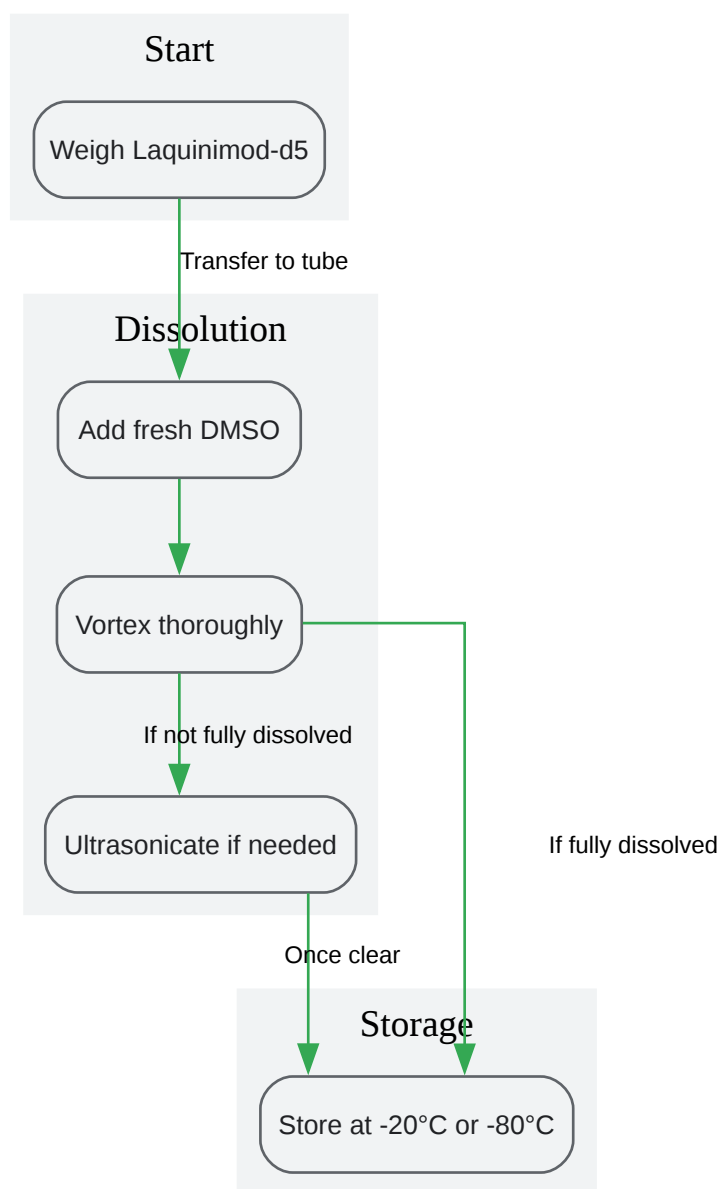 Start
Weigh Laquinimod-d5
Transfer to tube
Dissolution
Add fresh DMSO
Vortex thoroughly
If not fully dissolved
Ultrasonicate if needed
If fully dissolved
Once clear
Storage
Store at -20°C or -80°C